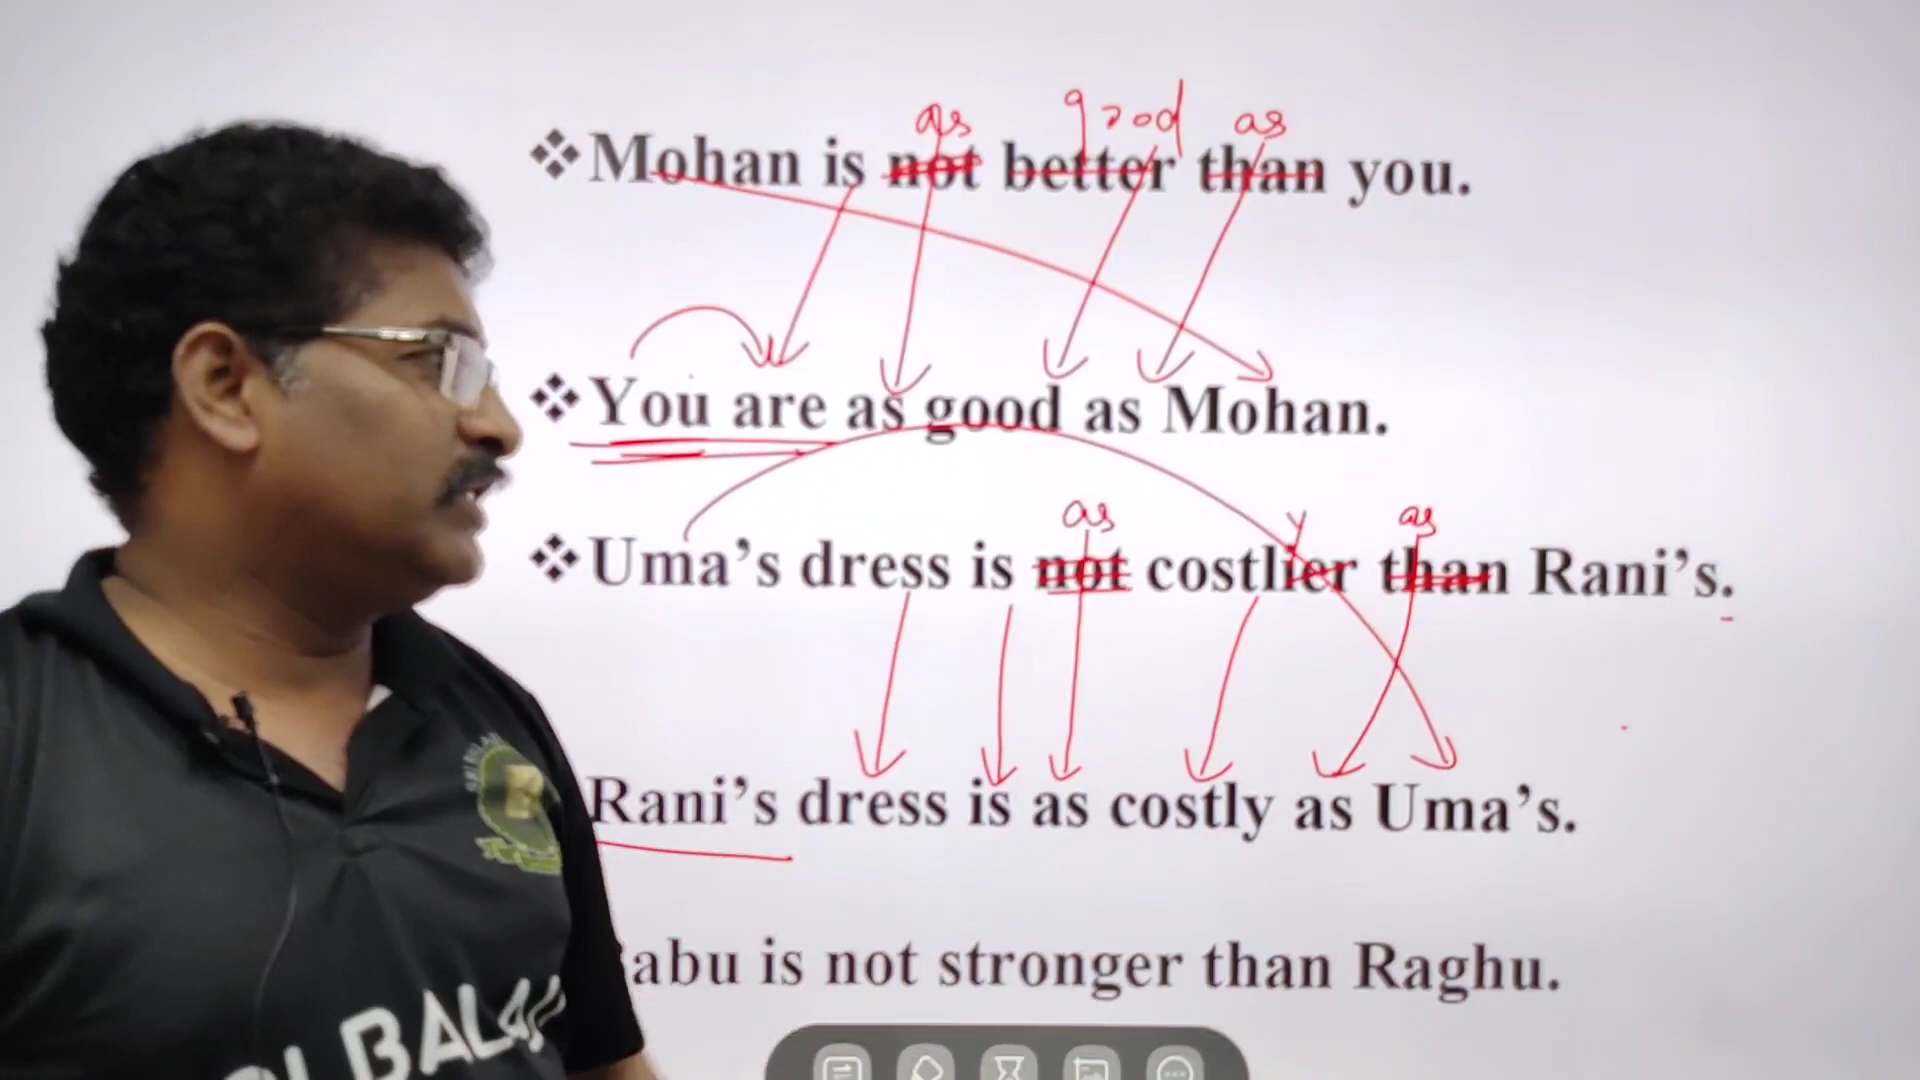 as good as
Mohan is not better than you.
You are as good as Mohan.
as y as
Uma's dress is not costlier than Rani's.
Rani's dress is as costly as Uma's.
is not stronger than Raghu.